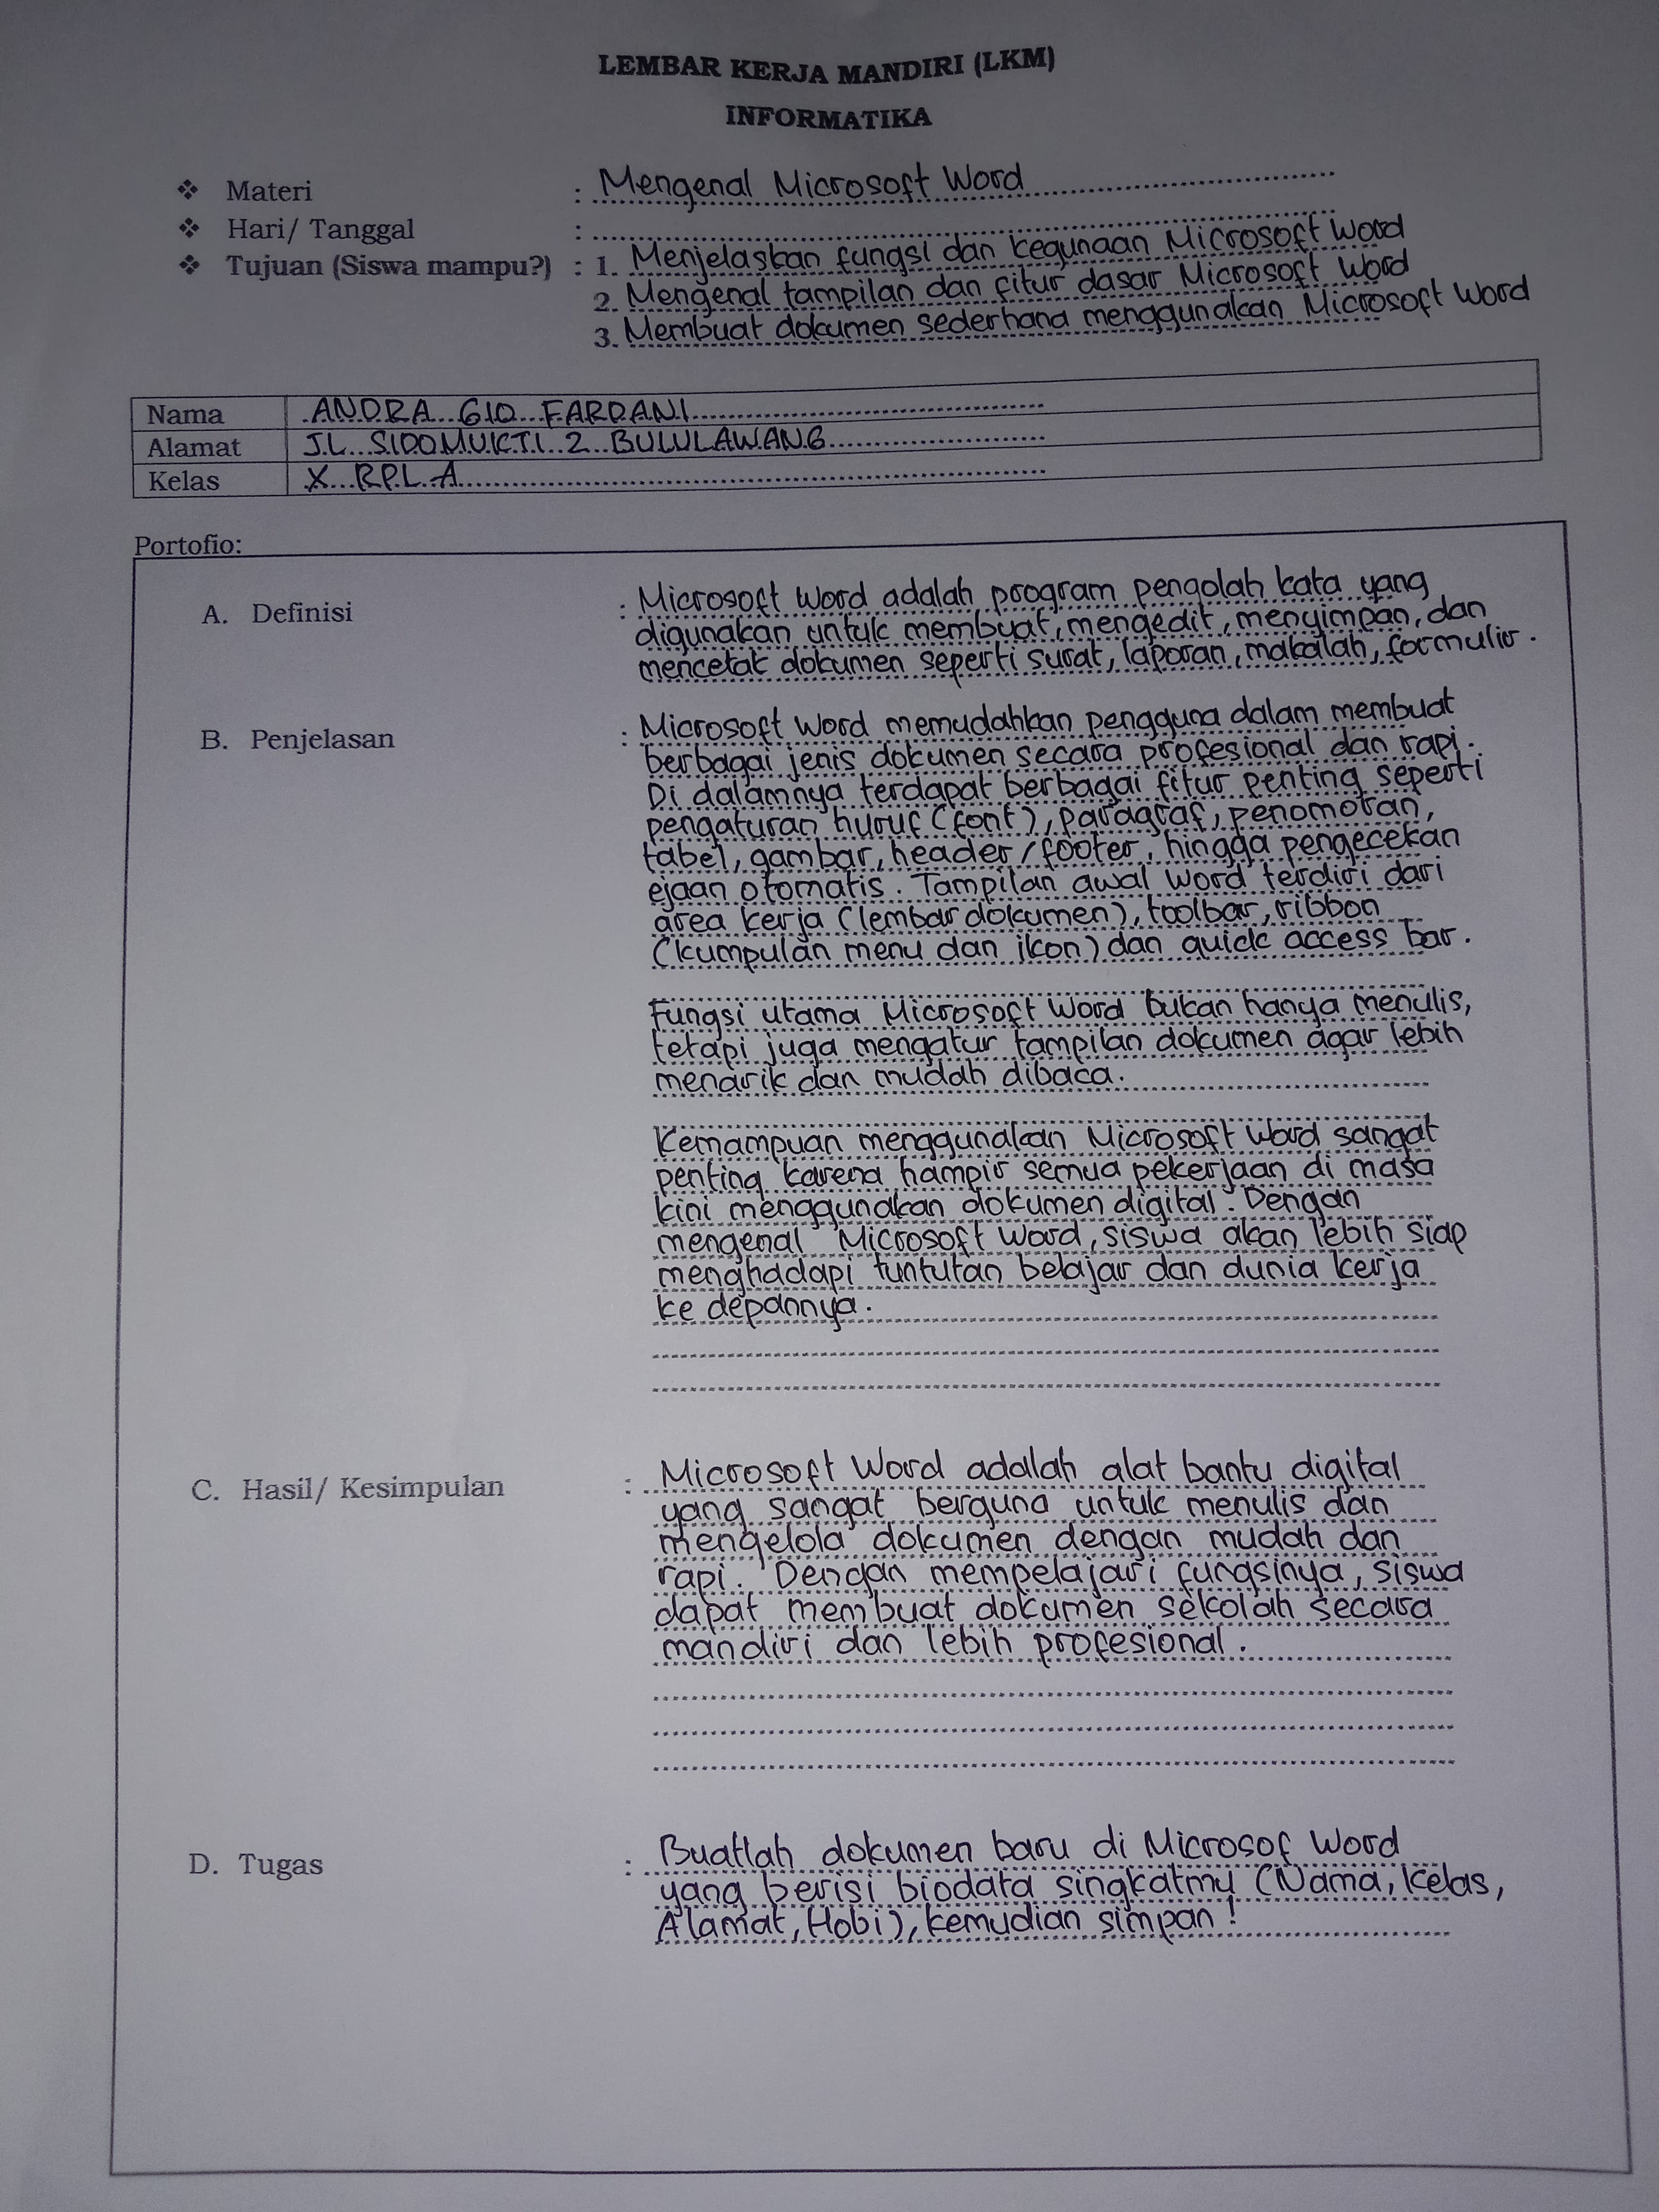 LEMBAR KERJA MANDIRI (LKM)
INFORMATIKA
❖ Materi : Mengenal Microsoft Word
❖ Hari/ Tanggal :
❖ Tujuan (Siswa mampu?) : 1. Menjelaskan fungsi dan kegunaan Microsoft Word
2. Mengenal tampilan dan fitur dasar Microsoft Word
3. Membuat dokumen sederhana menggunakan Microsoft Word
Nama ANDRA GIO FARDANI
Alamat JL SIDOMUKTI 2 BULULAWANG
Kelas X RPL A
Portofio:
A. Definisi : Microsoft Word adalah program pengolah kata yang
digunakan untuk membuat, mengedit, menyimpan, dan
mencetak dokumen seperti surat, laporan, makalah, formulir.
B. Penjelasan : Microsoft Word memudahkan pengguna dalam membuat
berbagai jenis dokumen secara profesional dan rapi.
Di dalamnya terdapat berbagai fitur penting seperti
pengaturan huruf (font), paragraf, penomoran,
tabel, gambar, header/footer, hingga pengecekan
ejaan otomatis. Tampilan awal Word terdiri dari
area kerja (lembar dokumen), toolbar, ribbon
(kumpulan menu dan ikon) dan quick access bar.
Fungsi utama Microsoft Word bukan hanya menulis,
tetapi juga mengatur tampilan dokumen agar lebih
menarik dan mudah dibaca.
Kemampuan menggunakan Microsoft Word sangat
penting karena hampir semua pekerjaan di masa
kini menggunakan dokumen digital. Dengan
mengenal Microsoft Word, siswa akan lebih siap
menghadapi tuntutan belajar dan dunia kerja
ke depannya.
C. Hasil/ Kesimpulan : Microsoft Word adalah alat bantu digital
yang sangat berguna untuk menulis dan
mengelola dokumen dengan mudah dan
rapi. Dengan mempelajari fungsinya, siswa
dapat membuat dokumen sekolah secara
mandiri dan lebih profesional.
D. Tugas : Buatlah dokumen baru di Microsof Word
yang berisi biodata singkatmu (Nama, Kelas,
Alamat, Hobi), kemudian simpan!